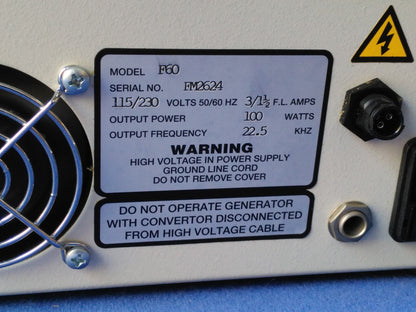 MODEL F60
SERIAL NO. FM2624
115/230 VOLTS 50/60 HZ 3/1½ F.L. AMPS
OUTPUT POWER 100 WATTS
OUTPUT FREQUENCY 22.5 KHZ
WARNING
HIGH VOLTAGE IN POWER SUPPLY
GROUND LINE CORD
DO NOT REMOVE COVER
DO NOT OPERATE GENERATOR
WITH CONVERTOR DISCONNECTED
FROM HIGH VOLTAGE CABLE